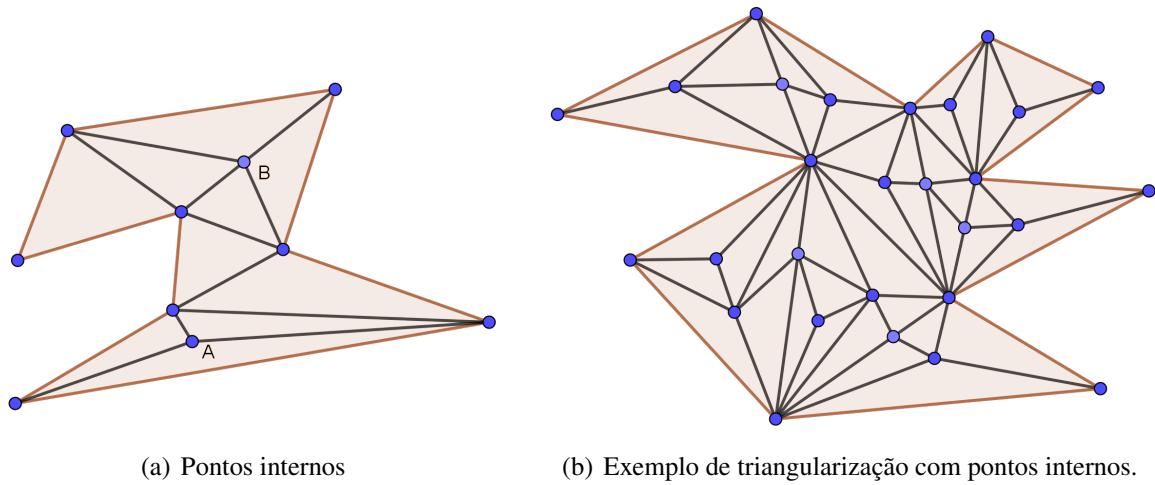 B
A
(a) Pontos internos
(b) Exemplo de triangularização com pontos internos.